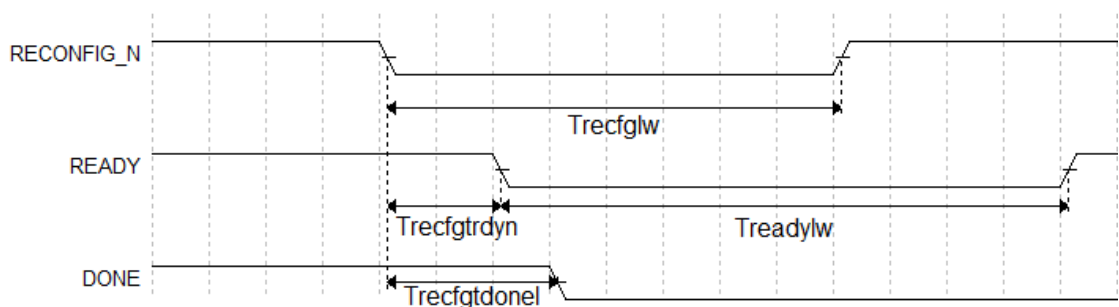 RECONFIG_N
Trecfglw
READY
Trecfgtrdyn
Treadylw
DONE
Trecfgtdonel